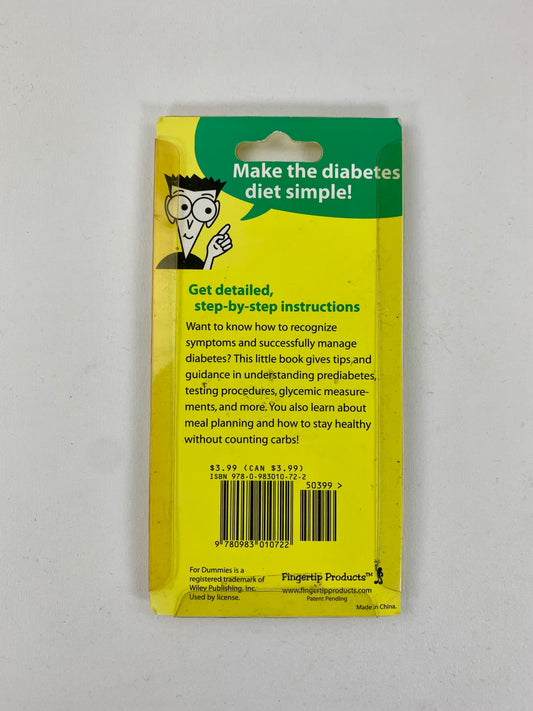 Make the diabetes
diet simple!
Get detailed,
step-by-step instructions
Want to know how to recognize
symptoms and successfully manage
diabetes? This little book gives tips and
guidance in understanding prediabetes,
testing procedures, glycemic measure-
ments, and more. You also learn about
meal planning and how to stay healthy
without counting carbs!
$3.99 (CAN $3.99)
ISBN 978-0-983010-72-2
50399 >
9 780983 010722
For Dummies is a
registered trademark of
Wiley Publishing, Inc.
Used by license.
Fingertip Products™
www.fingertipproducts.com
Patent Pending
Made in China.